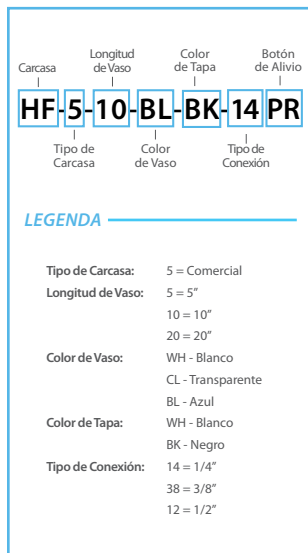 Carcasa
Longitud
de Vaso
Color
de Tapa
Botón
de Alivio
HF-5-10-BL-BK-14 PR
Tipo de
Carcasa
Color
de Vaso
Tipo de
Conexión
LEGENDA
Tipo de Carcasa: 5 = Comercial
Longitud de Vaso: 5 = 5”
10 = 10”
20 = 20”
Color de Vaso: WH - Blanco
CL - Transparente
BL - Azul
Color de Tapa: WH - Blanco
BK - Negro
Tipo de Conexión: 14 = 1/4”
38 = 3/8”
12 = 1/2”